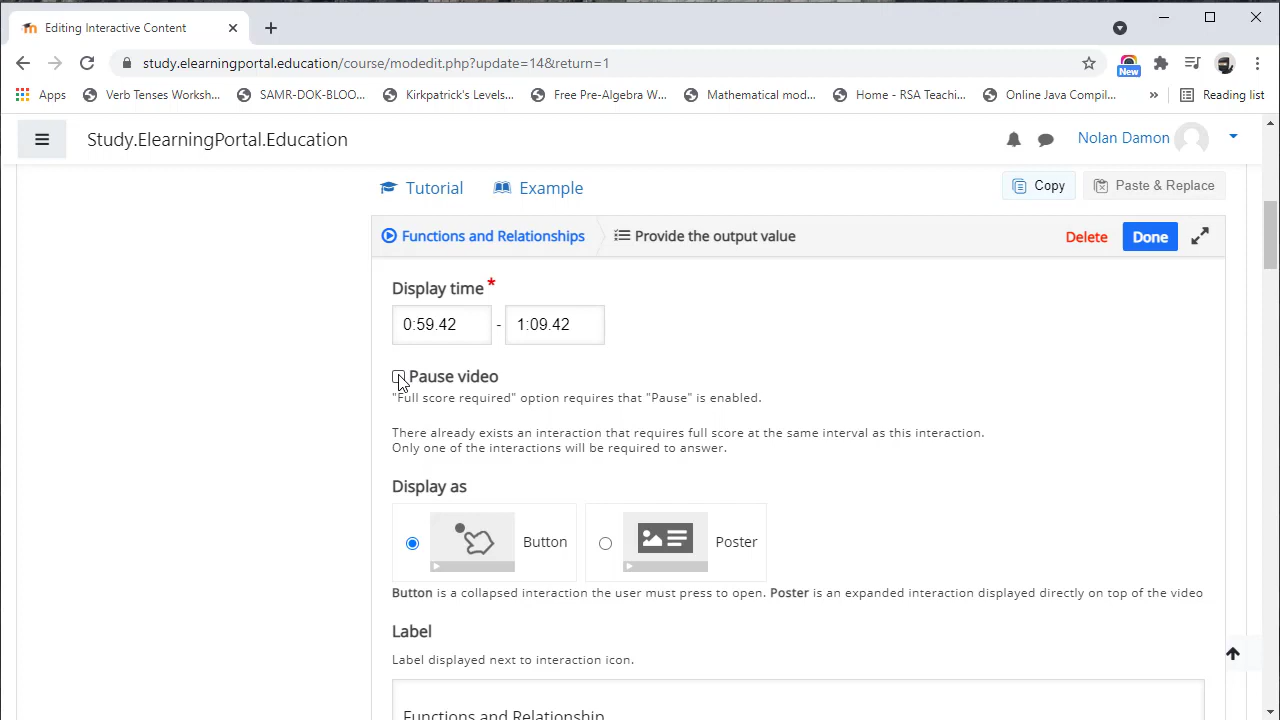 Editing Interactive Content
study.elearningportal.education/course/modedit.php?update=14&return=1
New
Apps
Verb Tenses Worksh...
SAMR-DOK-BLOO...
Kirkpatrick's Levels...
Free Pre-Algebra W...
Mathematical mod...
Home - RSA Teachi...
Online Java Compil...
»
Reading list
Study.ElearningPortal.Education
Nolan Damon
Tutorial
Example
Copy
Paste & Replace
Functions and Relationships
Provide the output value
Delete
Done
Display time *
0:59.42 - 1:09.42
Pause video
"Full score required" option requires that "Pause" is enabled.
There already exists an interaction that requires full score at the same interval as this interaction.
Only one of the interactions will be required to answer.
Display as
Button
Poster
Button is a collapsed interaction the user must press to open. Poster is an expanded interaction displayed directly on top of the video
Label
Label displayed next to interaction icon.
Functions and Relationship